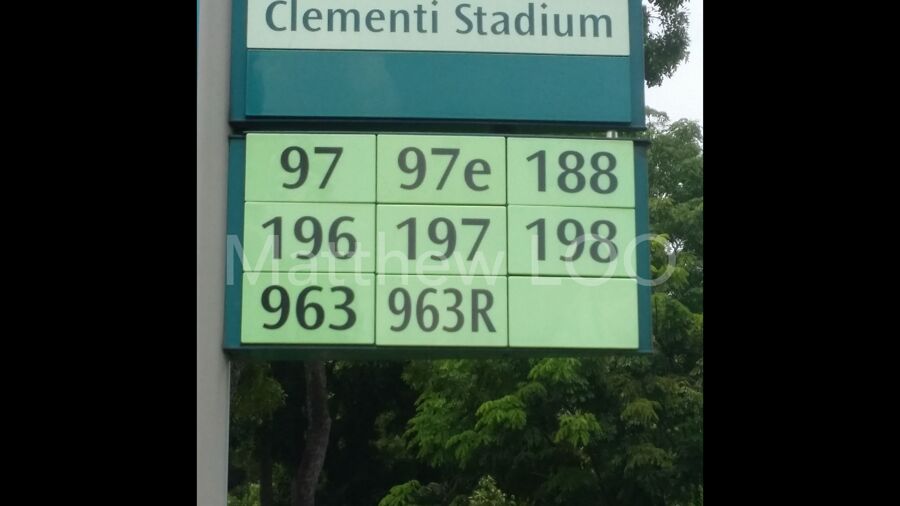 Clementi Stadium
97 97e 188
196 197 198
Matthew LOO
963 963R